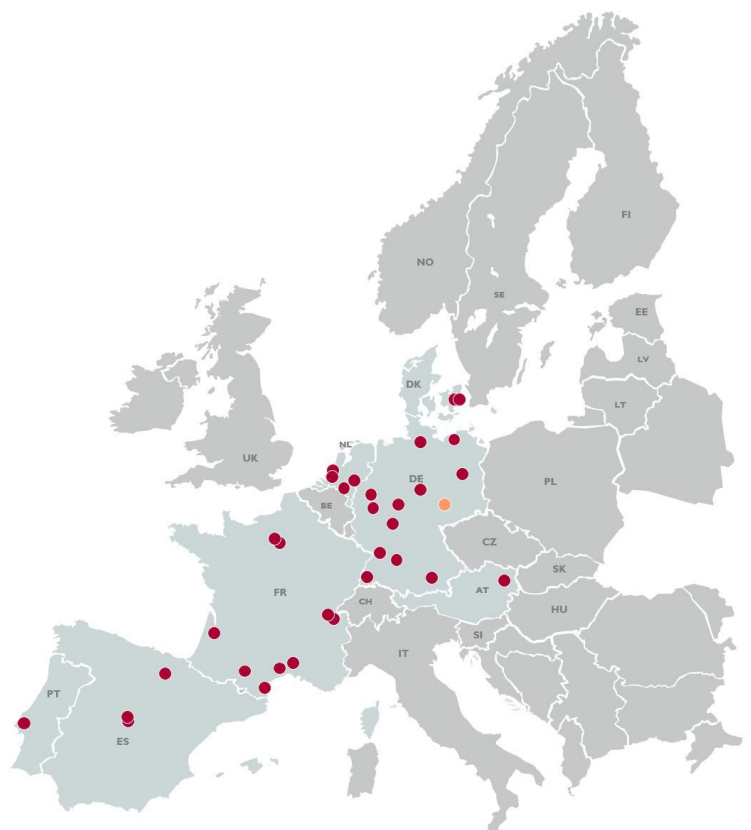 FI
NO
SE
EE
LV
DK
LT
NL
UK
DE
PL
BE
CZ
SK
FR
AT
CH
HU
SI
IT
PT
ES